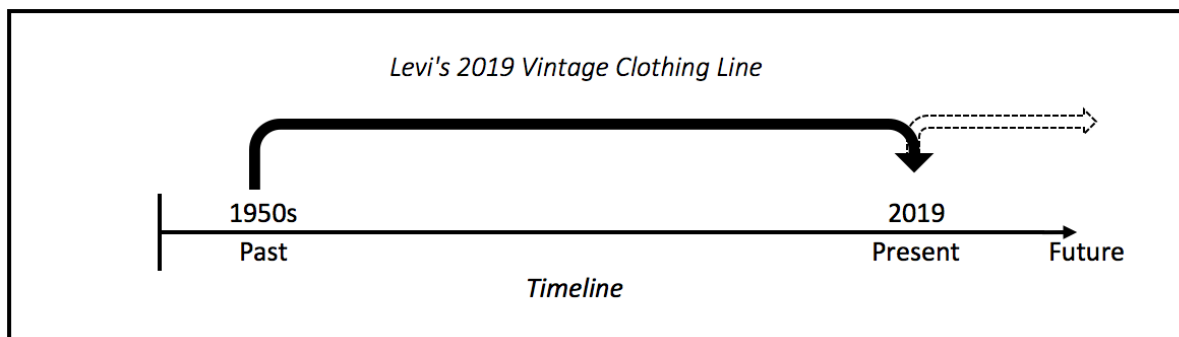 Levi's 2019 Vintage Clothing Line
1950s 2019
Past Present Future
Timeline